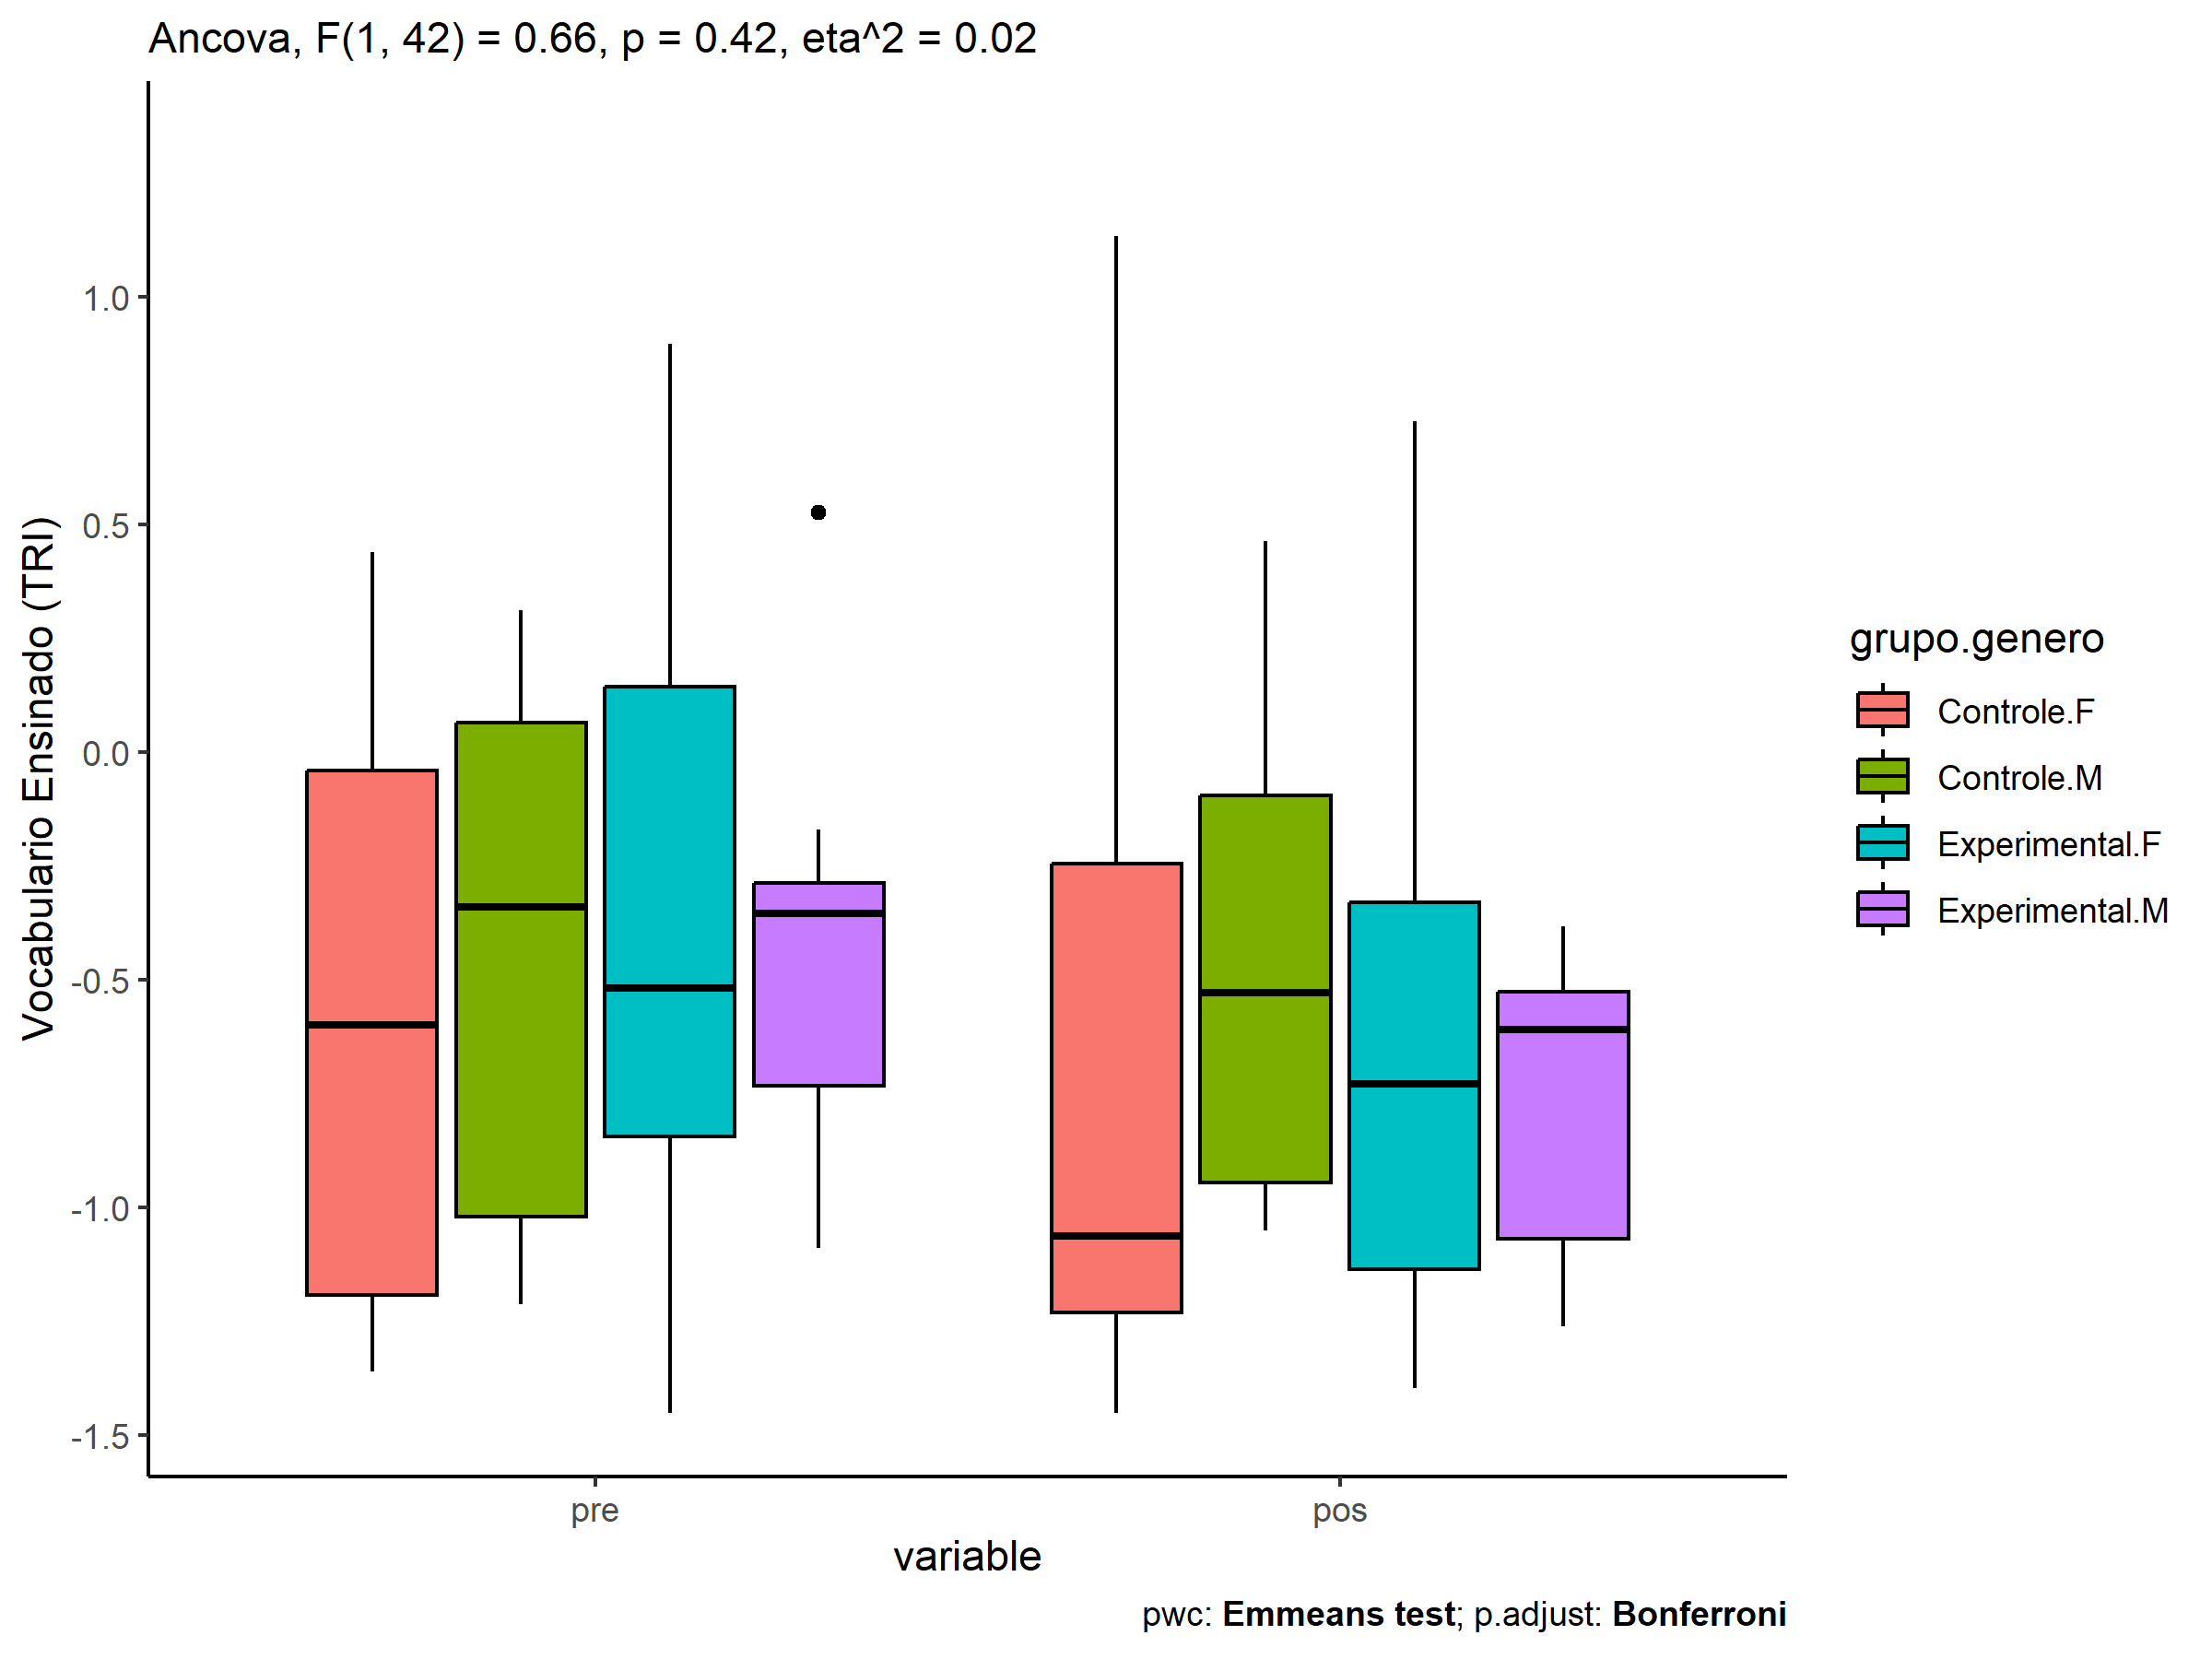 Ancova, F(1, 42) = 0.66, p = 0.42, eta^2 = 0.02
Vocabulario Ensinado (TRI)
1.0
0.5
0.0
-0.5
-1.0
-1.5
pre
pos
variable
grupo.genero
Controle.F
Controle.M
Experimental.F
Experimental.M
pwc: Emmeans test; p.adjust: Bonferroni